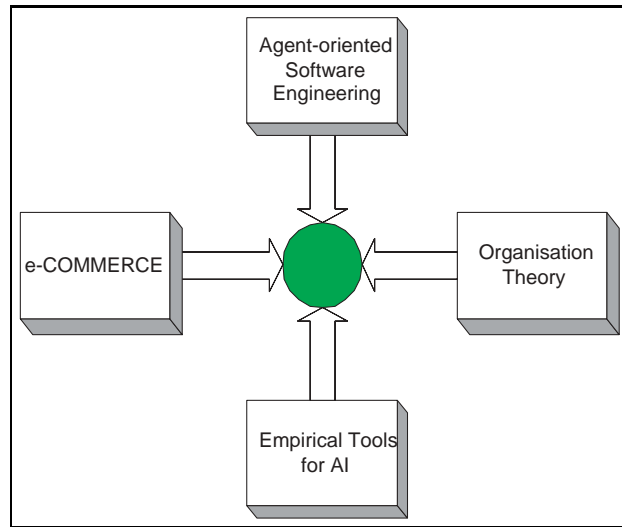 Agent-oriented
Software
Engineering
e-COMMERCE
Organisation
Theory
Empirical Tools
for AI